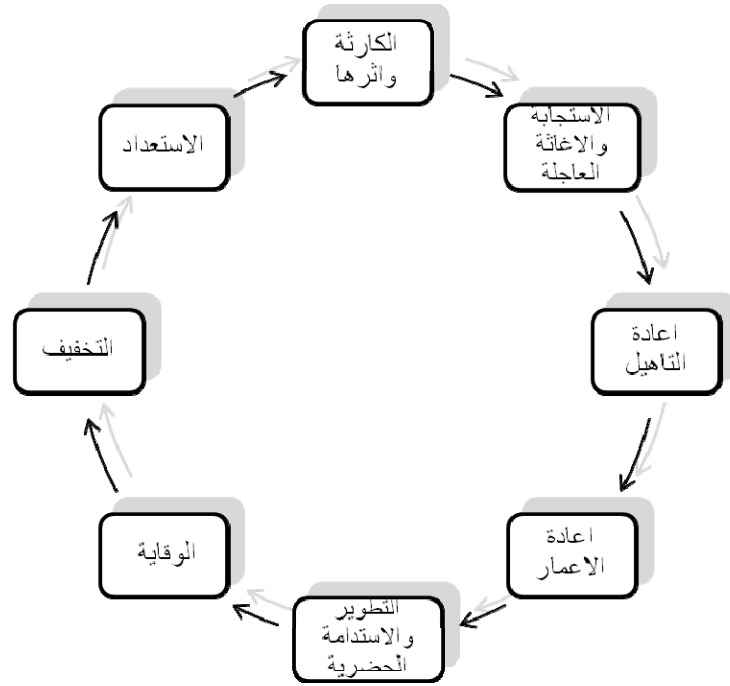 الكارثة
واثرها
الاستجابة
والاغاثة
العاجلة
اعادة
التاهيل
اعادة
الاعمار
التطوير
والاستدامة
الحضرية
الوقاية
التخفيف
الاستعداد